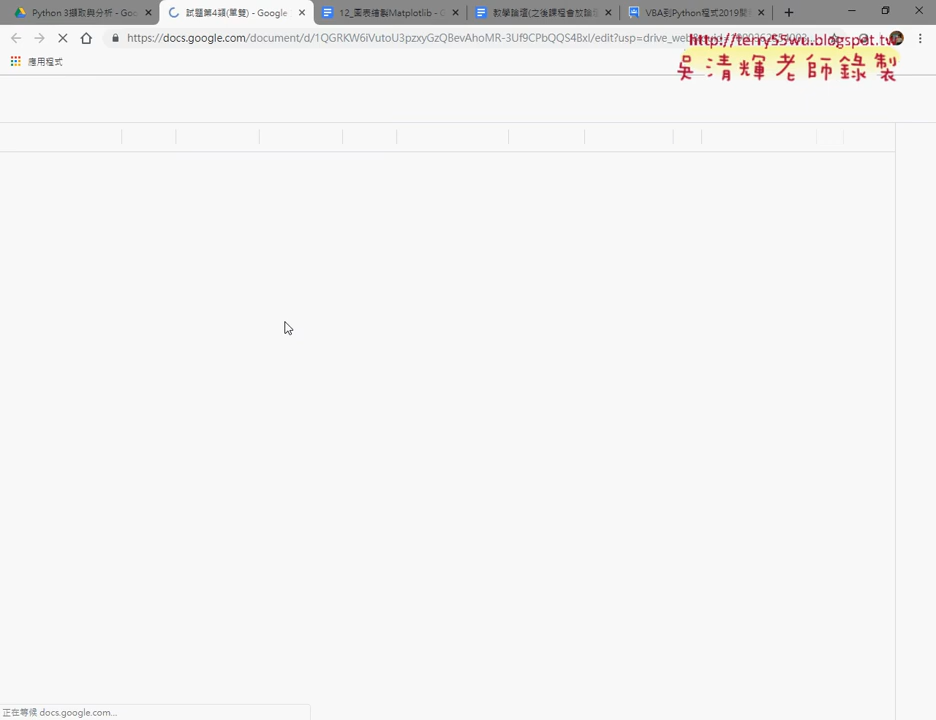 Python 3擷取與分析 - Goo
試題第4類(單雙) - Google
12_圖表繪製Matplotlib - G
教學論壇(之後課程會放論
VBA到Python程式2019開
https://docs.google.com/document/d/1QGRKW6iVutoU3pzxyGzQBevAhoMR-3Uf9CPbQQS4BxI/edit?usp=drive_we
http://terry55wu.blogspot.tw
應用程式
吳清輝老師錄製
正在等候 docs.google.com...